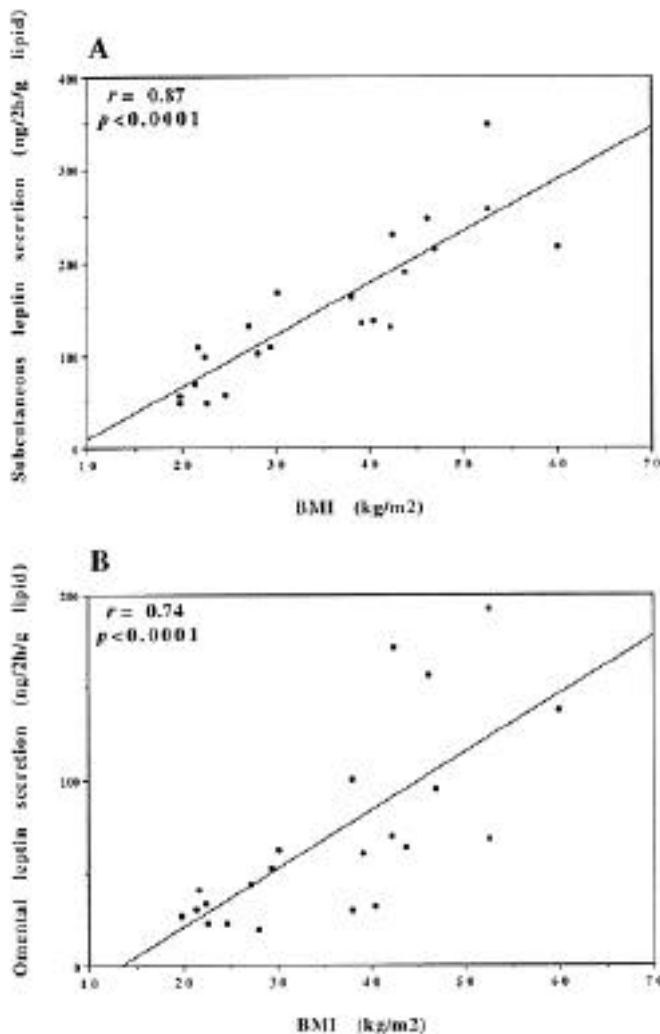 A
Subcutaneous leptin secretion (ng/2h/g lipid)
r = 0.87
p<0.0001
400
300
200
100
0
10 20 30 40 50 60 70
BMI (kg/m2)
B
Omental leptin secretion (ng/2h/g lipid)
r = 0.74
p<0.0001
200
100
0
10 20 30 40 50 60 70
BMI (kg/m2)